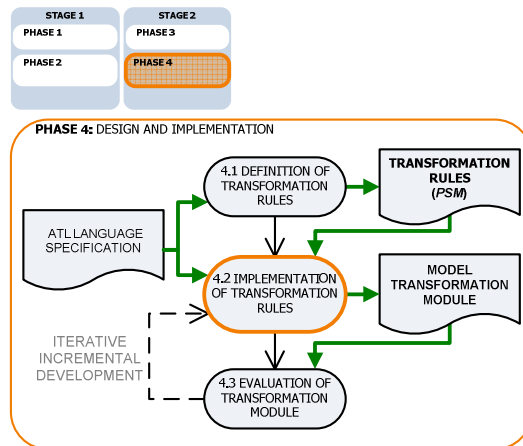 STAGE 1
STAGE 2
PHASE 1
PHASE 3
PHASE 2
PHASE 4
PHASE 4: DESIGN AND IMPLEMENTATION
4.1 DEFINITION OF
TRANSFORMATION
RULES
TRANSFORMATION
RULES
(PSM)
ATL LANGUAGE
SPECIFICATION
4.2 IMPLEMENTATION
OF TRANSFORMATION
RULES
MODEL
TRANSFORMATION
MODULE
ITERATIVE
INCREMENTAL
DEVELOPMENT
4.3 EVALUATION OF
TRANSFORMATION
MODULE